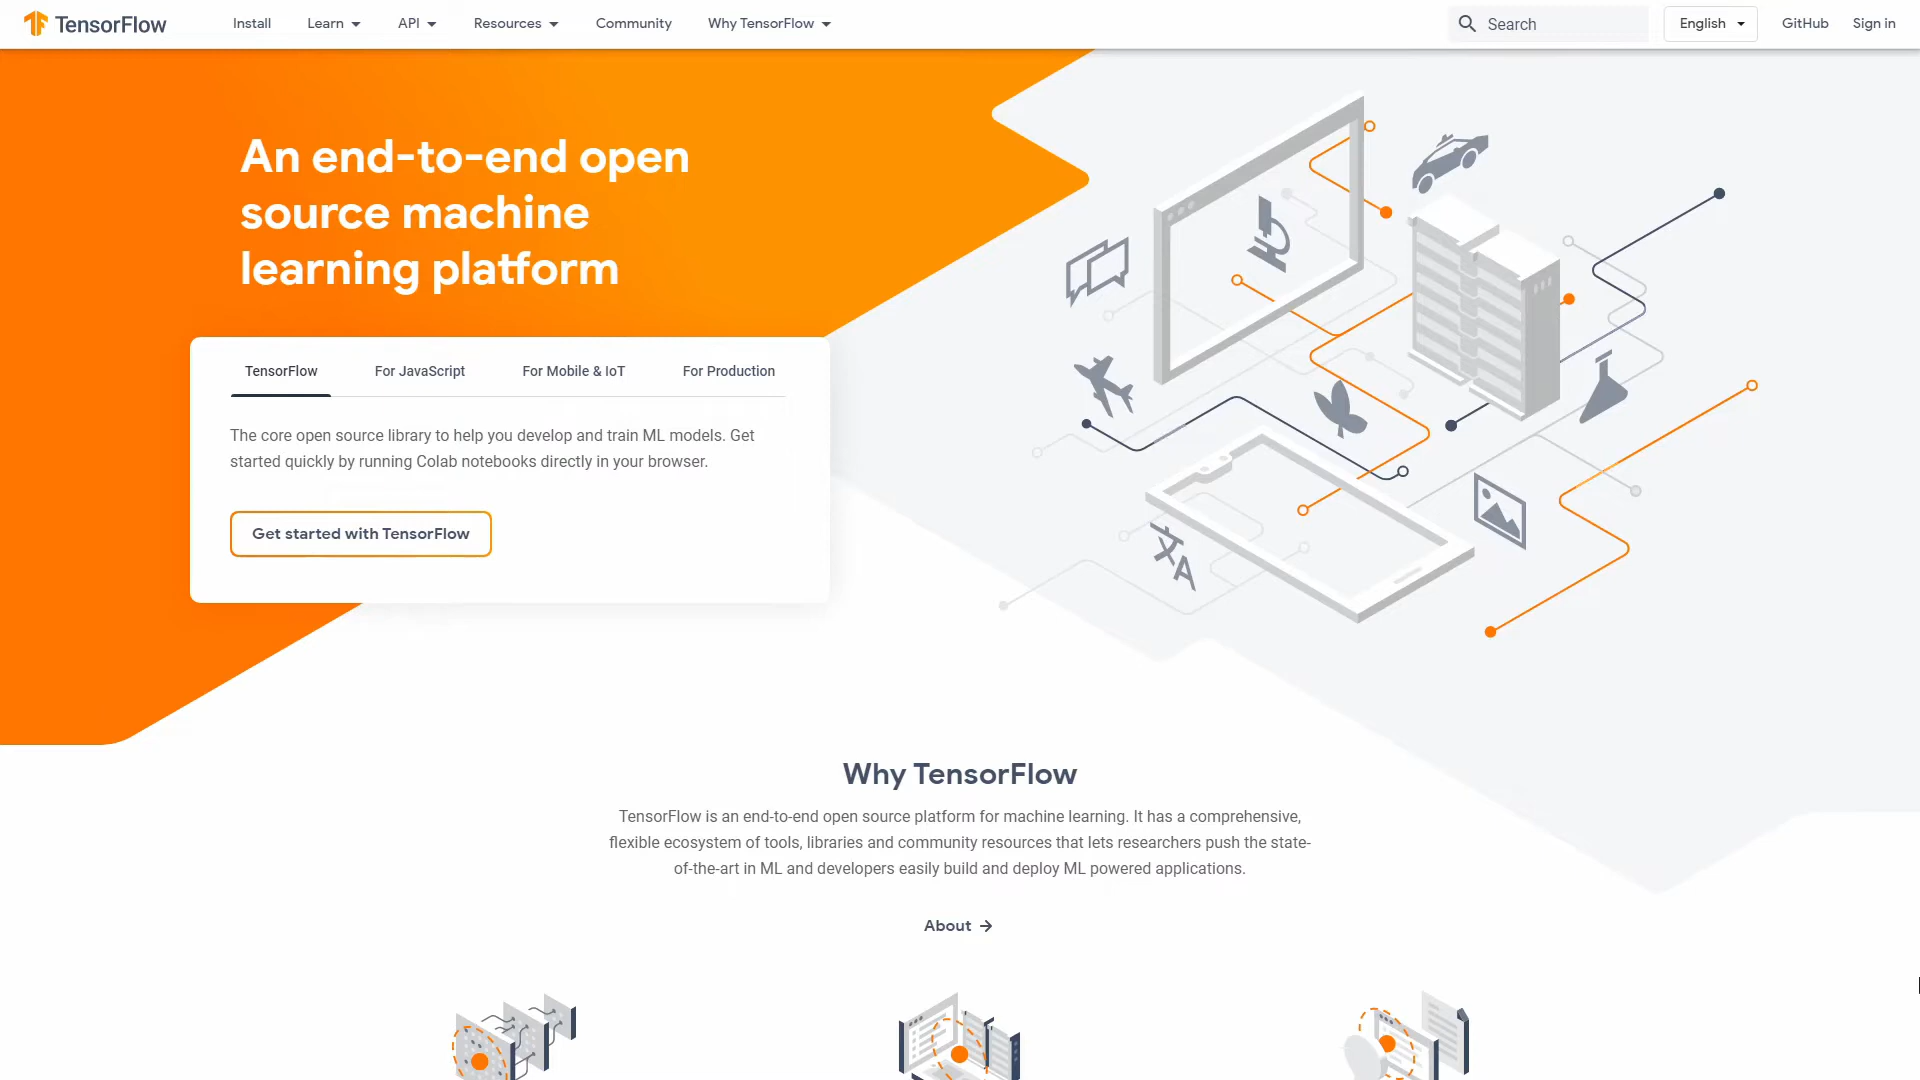 TensorFlow
Install
Learn
API
Resources
Community
Why TensorFlow
Search
English
GitHub
Sign in
An end-to-end open
source machine
learning platform
TensorFlow
For JavaScript
For Mobile & IoT
For Production
The core open source library to help you develop and train ML models. Get
started quickly by running Colab notebooks directly in your browser.
Get started with TensorFlow
Why TensorFlow
TensorFlow is an end-to-end open source platform for machine learning. It has a comprehensive,
flexible ecosystem of tools, libraries and community resources that lets researchers push the state-
of-the-art in ML and developers easily build and deploy ML powered applications.
About →